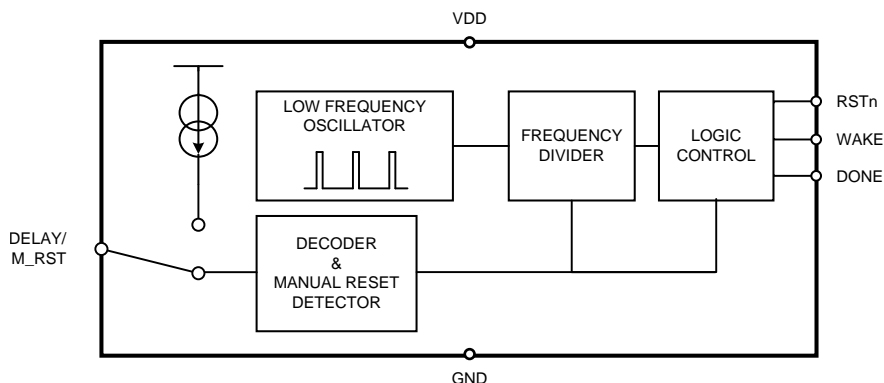 VDD
LOW FREQUENCY
OSCILLATOR
FREQUENCY
DIVIDER
LOGIC
CONTROL
RSTn
WAKE
DONE
DELAY/
M_RST
DECODER
&
MANUAL RESET
DETECTOR
GND